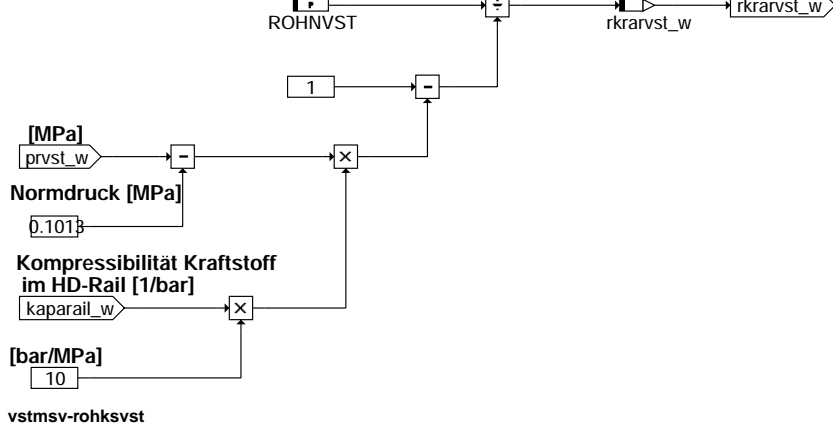 P
ROHNVST
÷
rkrarvst_w
rkrarvst_w
1
-
[MPa]
prvst_w
-
×
Normdruck [MPa]
0.1013
Kompressibilität Kraftstoff
im HD-Rail [1/bar]
kaparail_w
×
[bar/MPa]
10
vstmsv-rohksvst